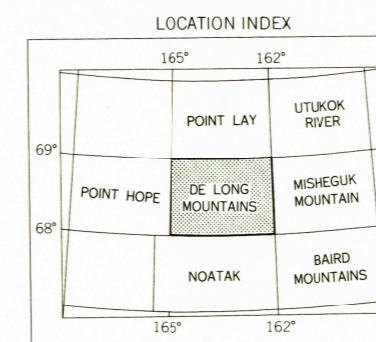 LOCATION INDEX
165° 162°
POINT LAY
UTUKOK
RIVER
69°
POINT HOPE
DE LONG
MOUNTAINS
MISHEGUK
MOUNTAIN
68°
NOATAK
BAIRD
MOUNTAINS
165° 162°